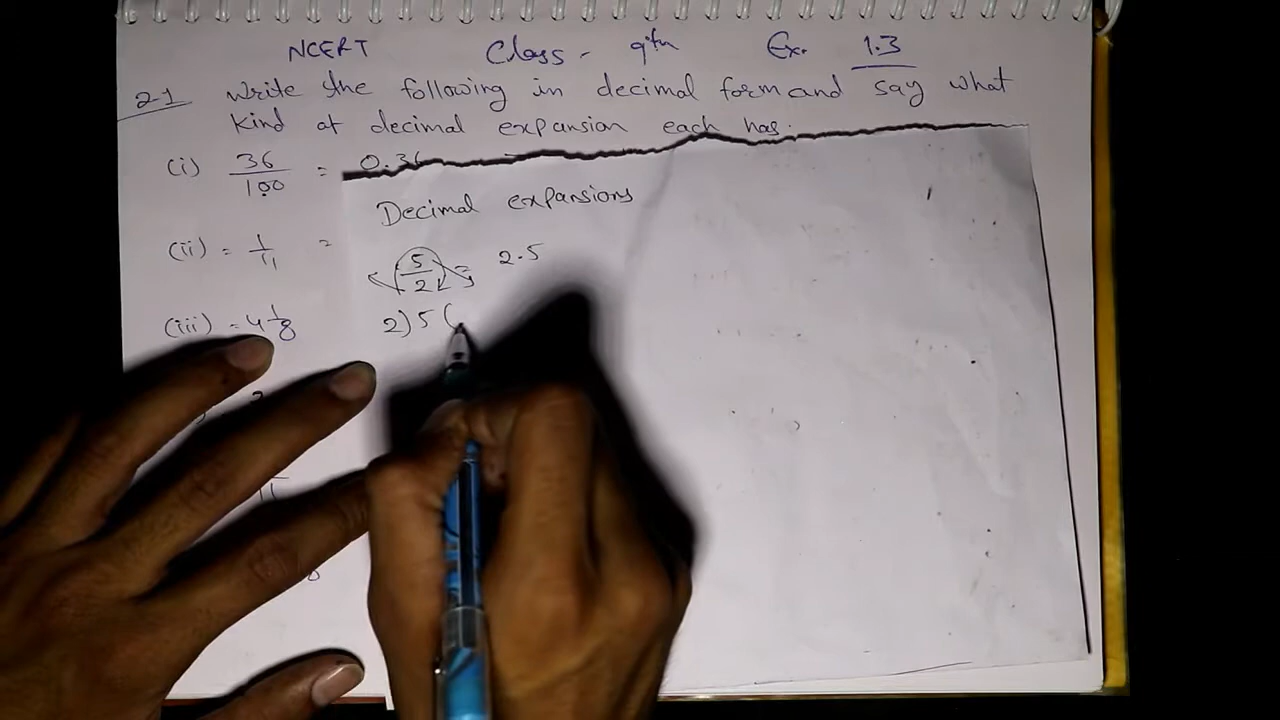 NCERT Class - 9th Ex. 1.3
Q1 Write the following in decimal form and say what
kind at decimal expansion each has.
(i) 36/100 = 0.36
Decimal expansions
(ii) = 1/11 =
5/2 = 2.5
(iii) = 4 1/8
2) 5 (